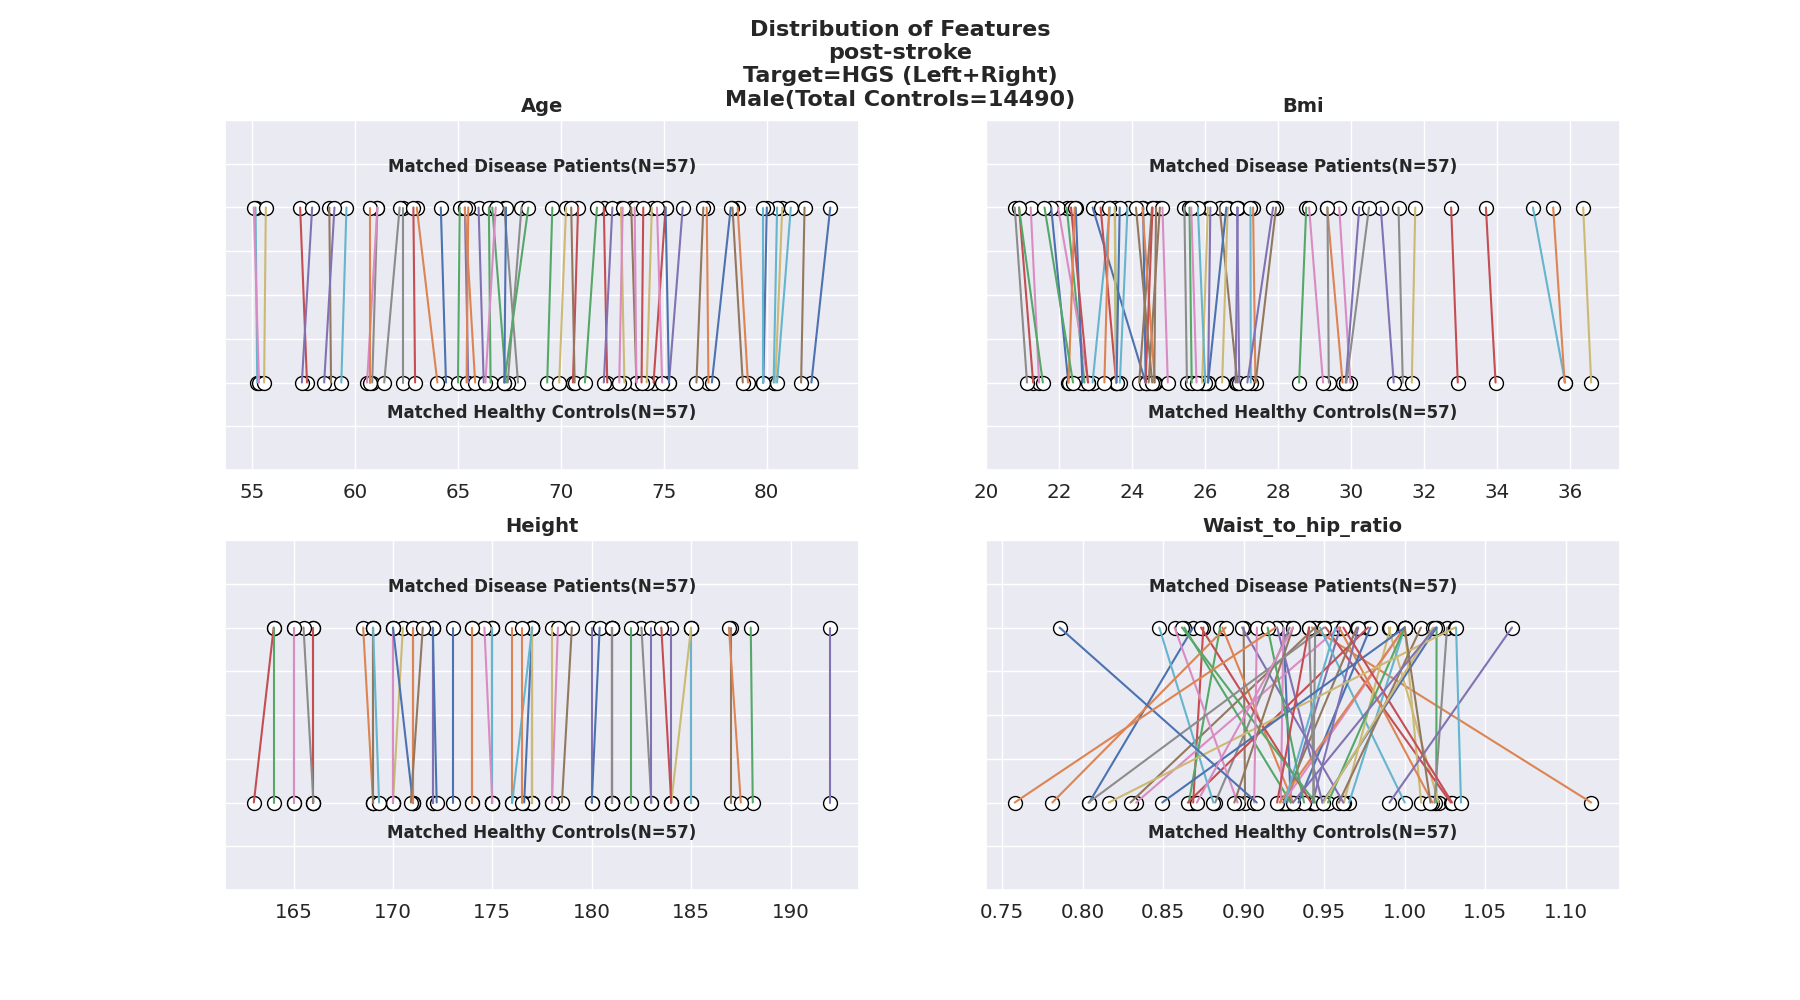 Distribution of Features
post-stroke
Target=HGS (Left+Right)
Male(Total Controls=14490)
Age
Matched Disease Patients(N=57)
Matched Healthy Controls(N=57)
55 60 65 70 75 80
Bmi
Matched Disease Patients(N=57)
Matched Healthy Controls(N=57)
20 22 24 26 28 30 32 34 36
Height
Matched Disease Patients(N=57)
Matched Healthy Controls(N=57)
165 170 175 180 185 190
Waist_to_hip_ratio
Matched Disease Patients(N=57)
Matched Healthy Controls(N=57)
0.75 0.80 0.85 0.90 0.95 1.00 1.05 1.10